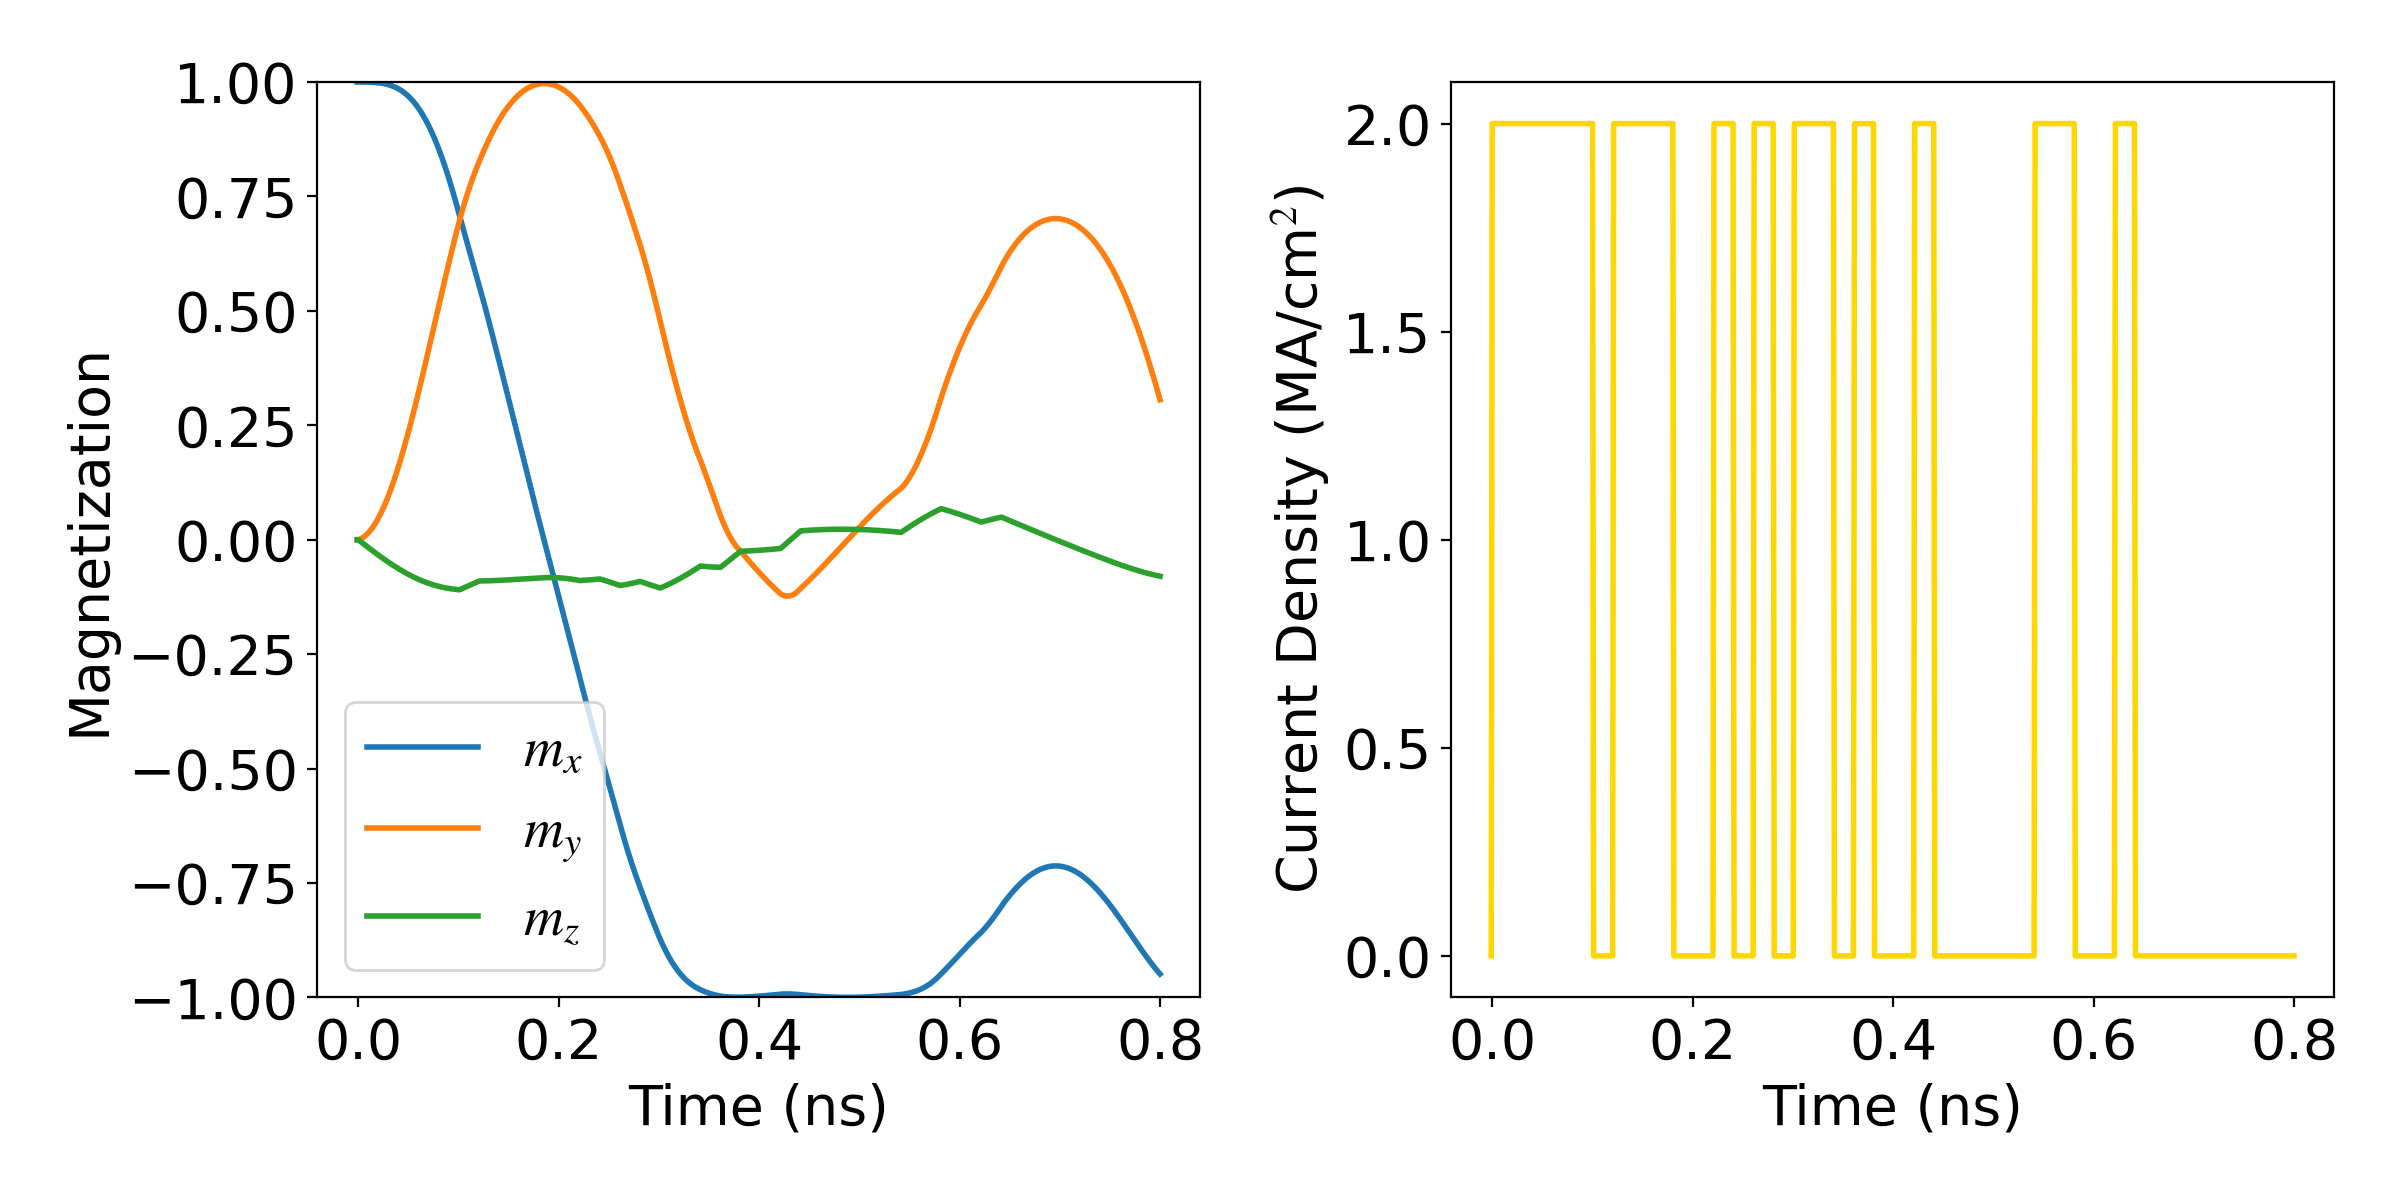 1.00
0.75
0.50
0.25
0.00
−0.25
−0.50
−0.75
−1.00
Magnetization
m_x
m_y
m_z
0.0 0.2 0.4 0.6 0.8
Time (ns)
2.0
1.5
1.0
0.5
0.0
Current Density (MA/cm²)
0.0 0.2 0.4 0.6 0.8
Time (ns)